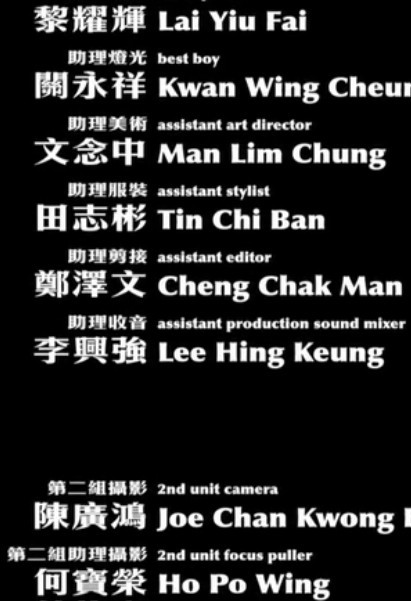 黎耀輝 Lai Yiu Fai
助理燈光 best boy
關永祥 Kwan Wing Cheun
助理美術 assistant art director
文念中 Man Lim Chung
助理服裝 assistant stylist
田志彬 Tin Chi Ban
助理剪接 assistant editor
鄭澤文 Cheng Chak Man
助理收音 assistant production sound mixer
李興強 Lee Hing Keung
第二組攝影 2nd unit camera
陳廣鴻 Joe Chan Kwong
第二組助理攝影 2nd unit focus puller
何寶榮 Ho Po Wing